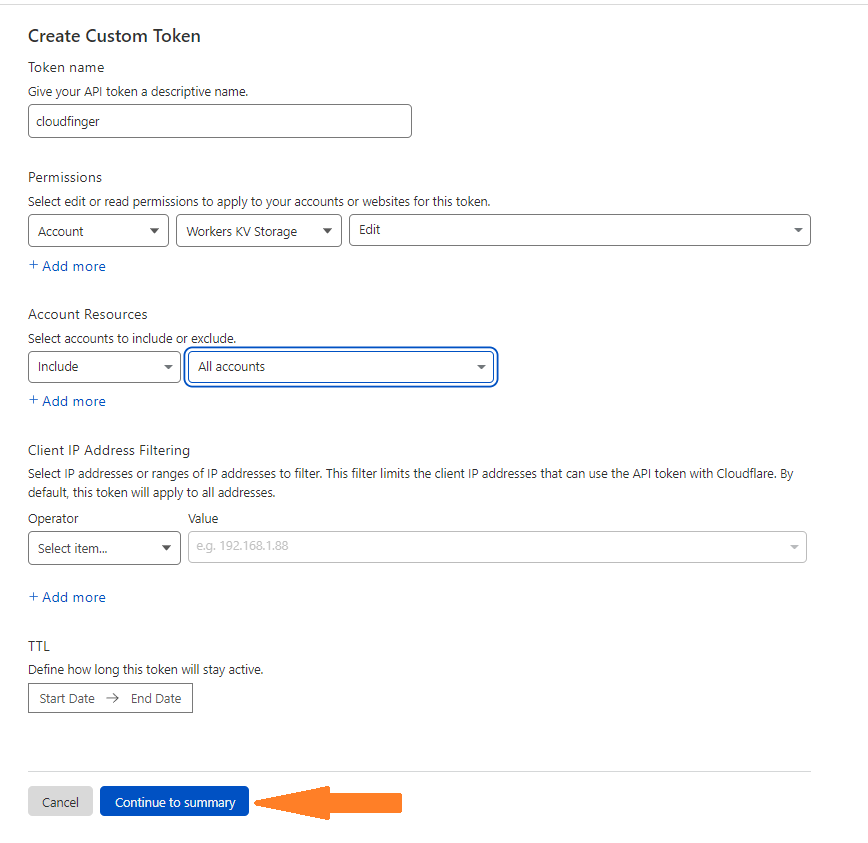 Create Custom Token
Token name
Give your API token a descriptive name.
cloudfinger
Permissions
Select edit or read permissions to apply to your accounts or websites for this token.
Account Workers KV Storage Edit
+ Add more
Account Resources
Select accounts to include or exclude.
Include All accounts
+ Add more
Client IP Address Filtering
Select IP addresses or ranges of IP addresses to filter. This filter limits the client IP addresses that can use the API token with Cloudflare. By
default, this token will apply to all addresses.
Operator Value
Select item... e.g. 192.168.1.88
+ Add more
TTL
Define how long this token will stay active.
Start Date → End Date
Cancel Continue to summary